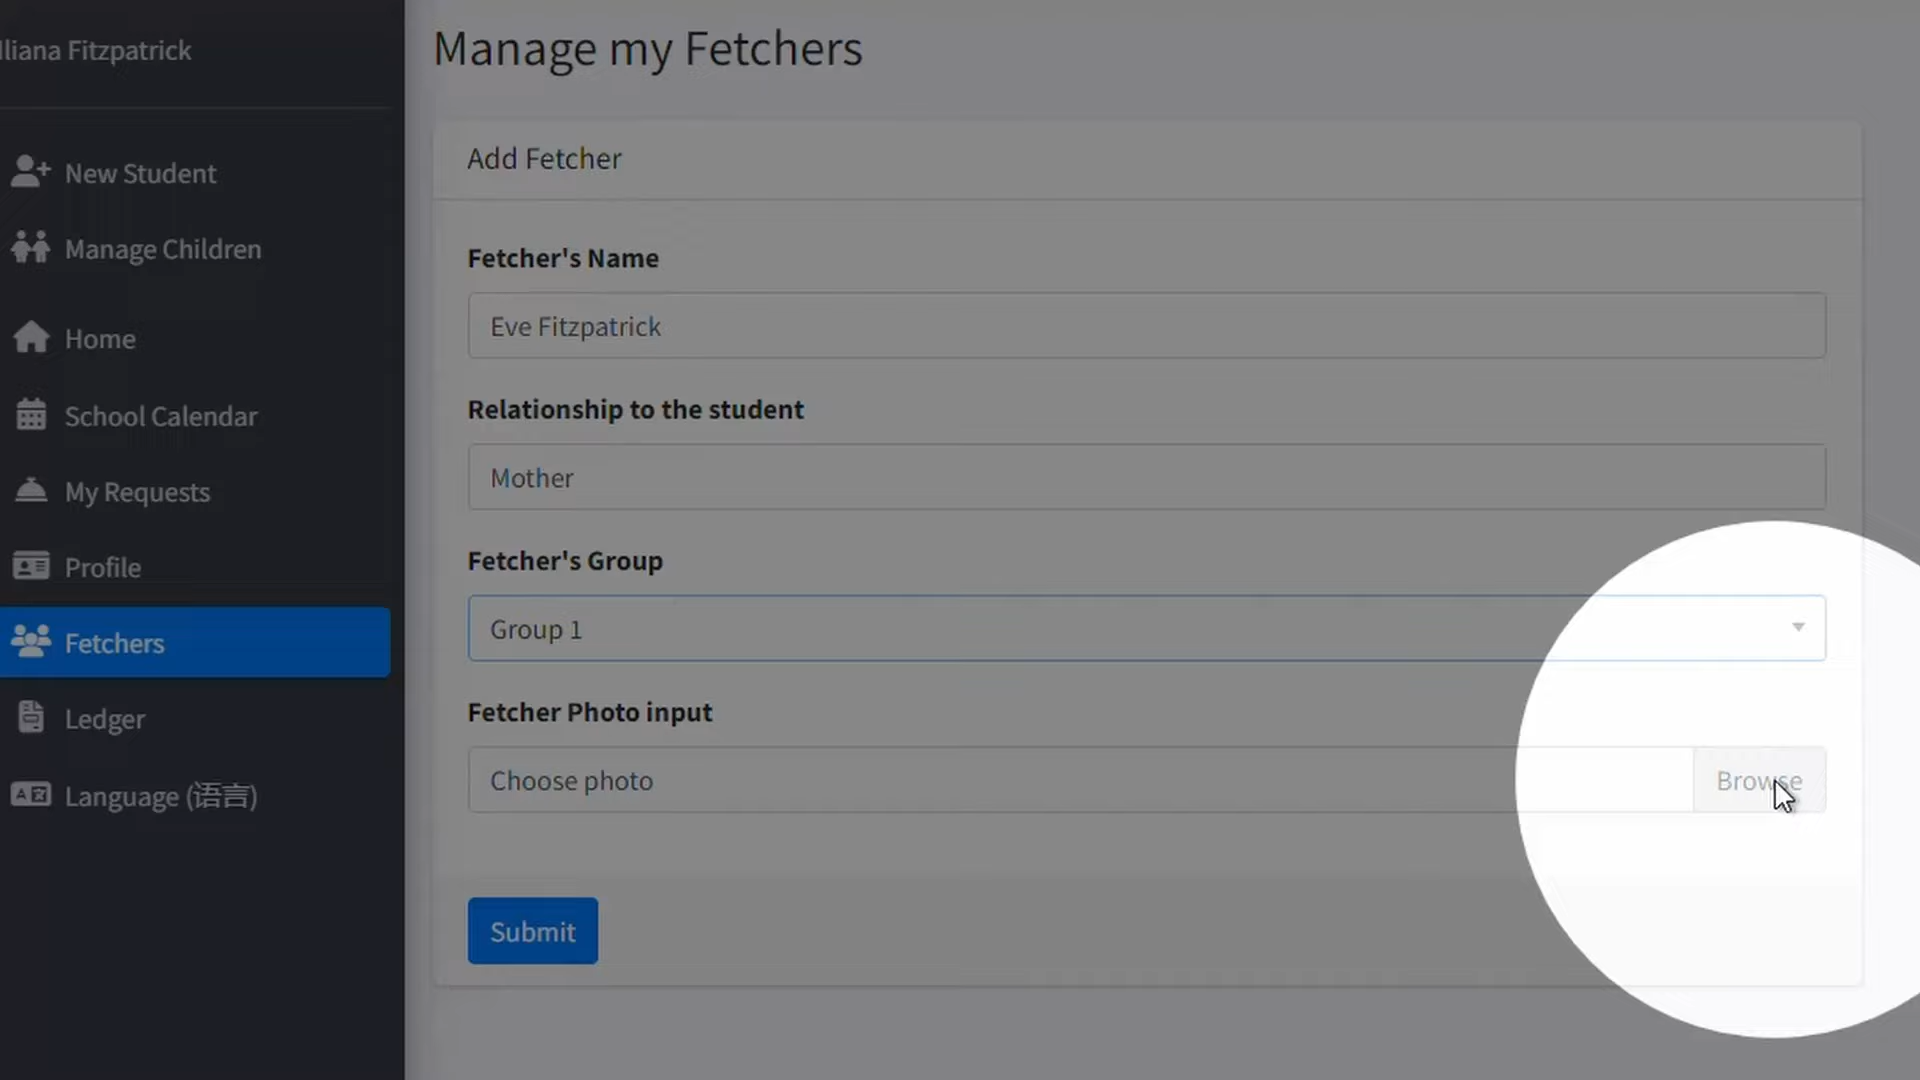 lliana Fitzpatrick
New Student
Manage Children
Home
School Calendar
My Requests
Profile
Fetchers
Ledger
Language (语言)
Manage my Fetchers
Add Fetcher
Fetcher's Name
Eve Fitzpatrick
Relationship to the student
Mother
Fetcher's Group
Group 1
Fetcher Photo input
Choose photo
Browse
Submit